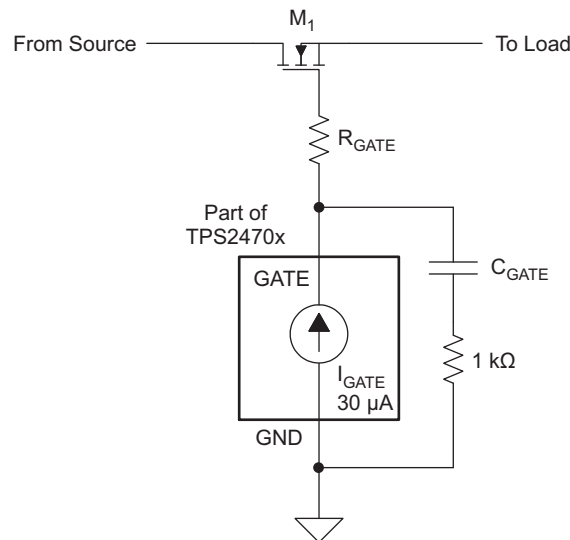 M1
From Source
To Load
RGATE
Part of
TPS2470x
GATE
CGATE
IGATE
30 µA
1 kΩ
GND